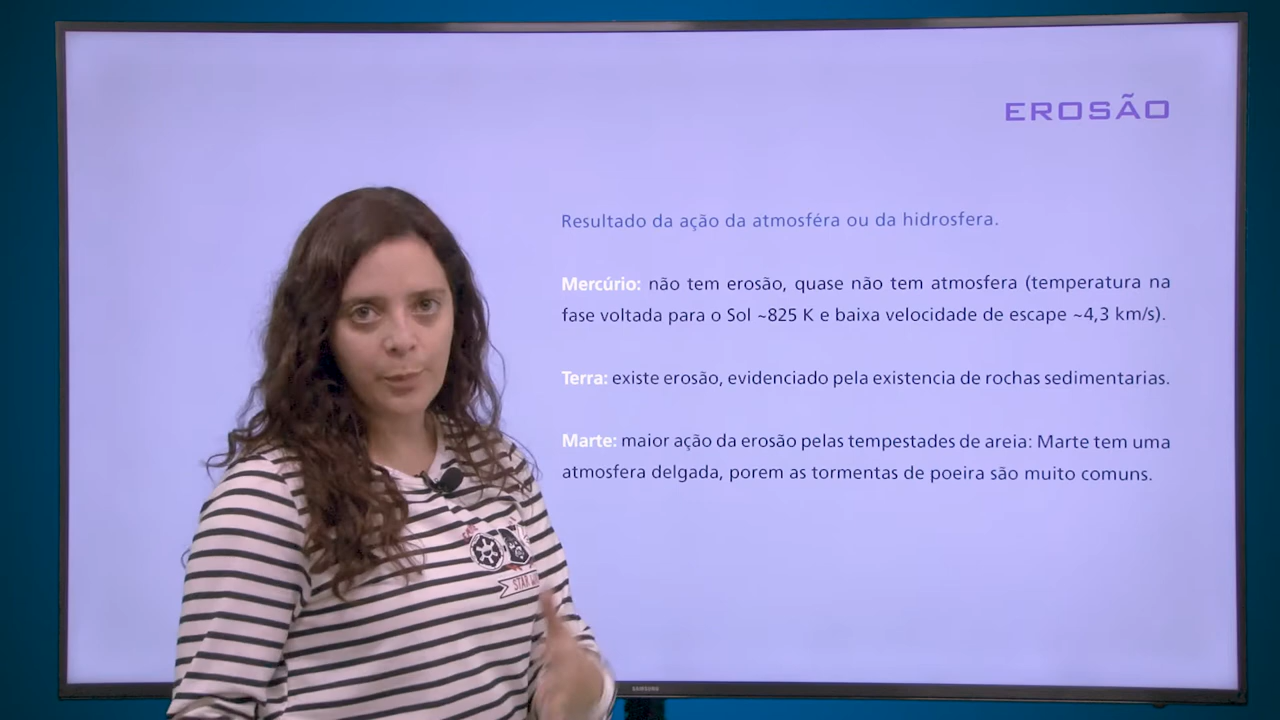 EROSÃO
Resultado da ação da atmosféra ou da hidrosfera.
Mercúrio: não tem erosão, quase não tem atmosfera (temperatura na
fase voltada para o Sol ~825 K e baixa velocidade de escape ~4,3 km/s).
Terra: existe erosão, evidenciado pela existencia de rochas sedimentarias.
Marte: maior ação da erosão pelas tempestades de areia: Marte tem uma
atmosfera delgada, porem as tormentas de poeira são muito comuns.
STAR
SAMSUNG